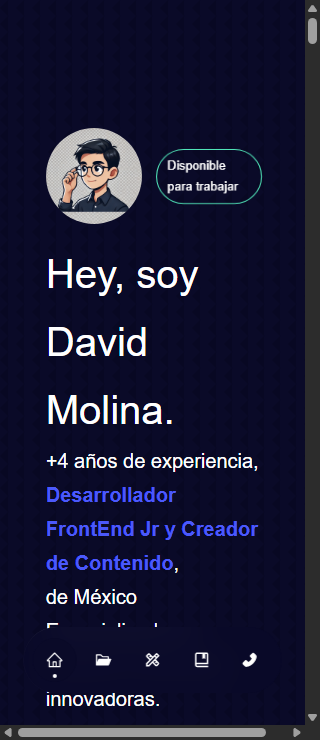 Disponible
para trabajar
Hey, soy
David
Molina.
+4 años de experiencia,
Desarrollador
FrontEnd Jr y Creador
de Contenido,
de México
innovadoras.